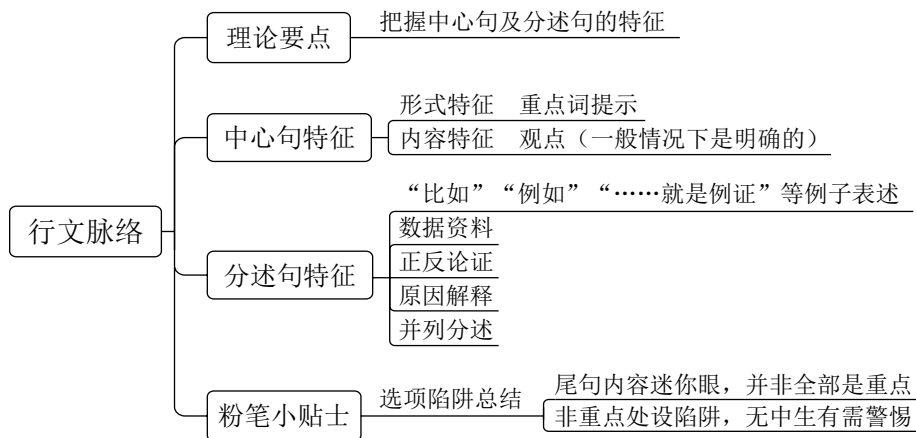 行文脉络
理论要点
把握中心句及分述句的特征
中心句特征
形式特征 重点词提示
内容特征 观点（一般情况下是明确的）
分述句特征
“比如”“例如”“……就是例证”等例子表述
数据资料
正反论证
原因解释
并列分述
粉笔小贴士
选项陷阱总结
尾句内容迷你眼，并非全部是重点
非重点处设陷阱，无中生有需警惕